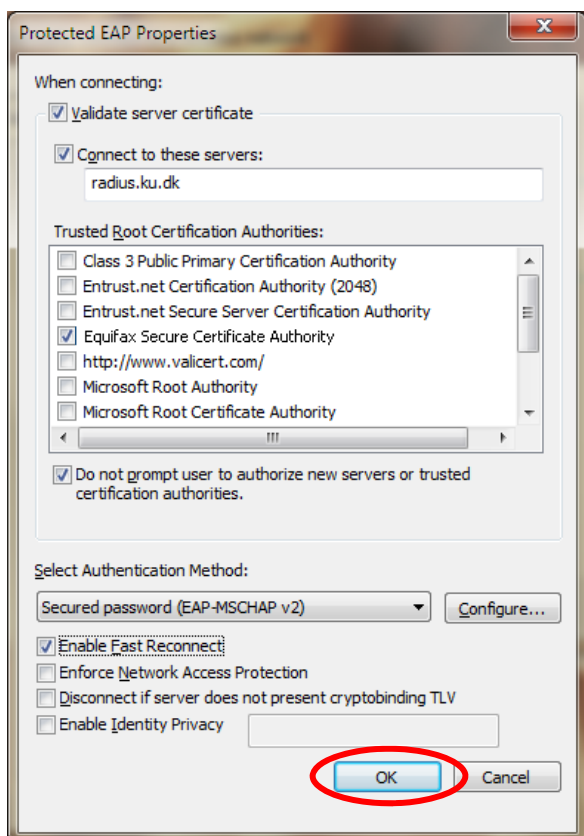 Protected EAP Properties
When connecting:
Validate server certificate
Connect to these servers:
radius.ku.dk
Trusted Root Certification Authorities:
Class 3 Public Primary Certification Authority
Entrust.net Certification Authority (2048)
Entrust.net Secure Server Certification Authority
Equifax Secure Certificate Authority
http://www.valicert.com/
Microsoft Root Authority
Microsoft Root Certificate Authority
Do not prompt user to authorize new servers or trusted
certification authorities.
Select Authentication Method:
Secured password (EAP-MSCHAP v2) Configure...
Enable Fast Reconnect
Enforce Network Access Protection
Disconnect if server does not present cryptobinding TLV
Enable Identity Privacy
OK Cancel